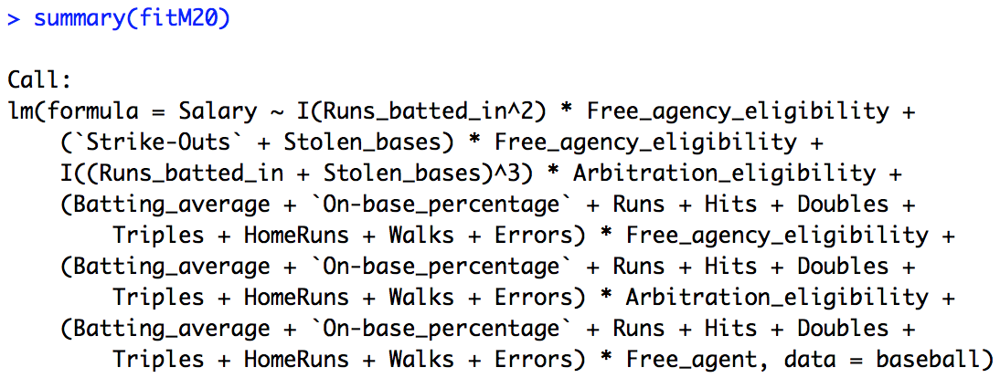 > summary(fitM20)

Call:
lm(formula = Salary ~ I(Runs_batted_in^2) * Free_agency_eligibility +
    (`Strike-Outs` + Stolen_bases) * Free_agency_eligibility +
    I((Runs_batted_in + Stolen_bases)^3) * Arbitration_eligibility +
    (Batting_average + `On-base_percentage` + Runs + Hits + Doubles +
        Triples + HomeRuns + Walks + Errors) * Free_agency_eligibility +
    (Batting_average + `On-base_percentage` + Runs + Hits + Doubles +
        Triples + HomeRuns + Walks + Errors) * Arbitration_eligibility +
    (Batting_average + `On-base_percentage` + Runs + Hits + Doubles +
        Triples + HomeRuns + Walks + Errors) * Free_agent, data = baseball)